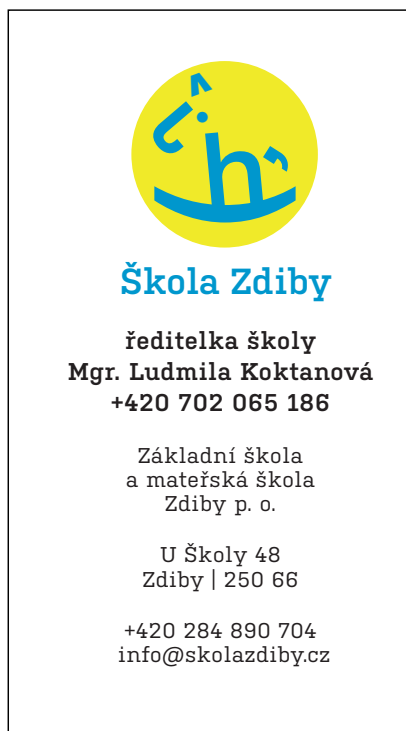 Škola Zdiby
ředitelka školy
Mgr. Ludmila Koktanová
+420 702 065 186
Základní škola
a mateřská škola
Zdiby p. o.
U Školy 48
Zdiby | 250 66
+420 284 890 704
info@skolazdiby.cz